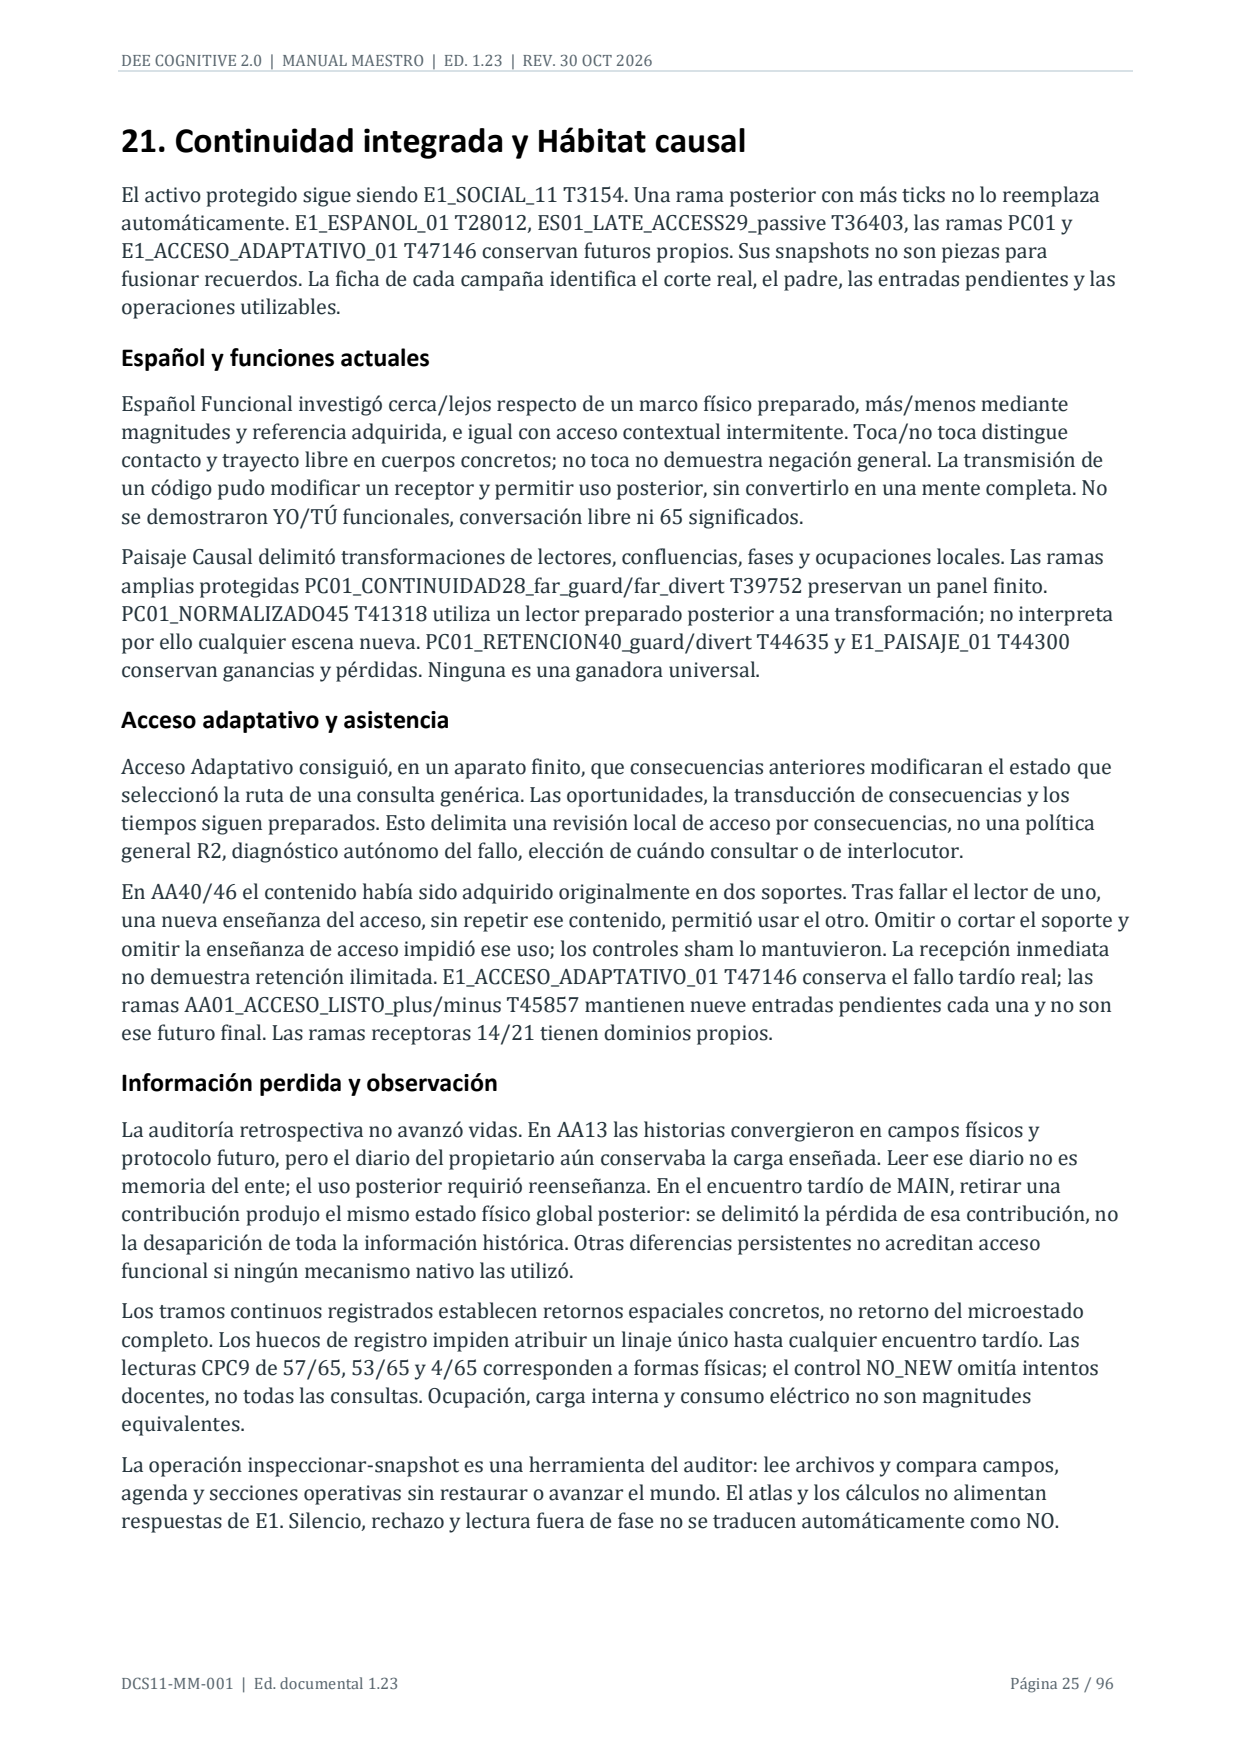 DEE COGNITIVE 2.0 | MANUAL MAESTRO | ED. 1.23 | REV. 30 OCT 2026
21. Continuidad integrada y Hábitat causal
El activo protegido sigue siendo E1_SOCIAL_11 T3154. Una rama posterior con más ticks no lo reemplaza
automáticamente. E1_ESPANOL_01 T28012, ES01_LATE_ACCESS29_passive T36403, las ramas PC01 y
E1_ACCESO_ADAPTATIVO_01 T47146 conservan futuros propios. Sus snapshots no son piezas para
fusionar recuerdos. La ficha de cada campaña identifica el corte real, el padre, las entradas pendientes y las
operaciones utilizables.
Español y funciones actuales
Español Funcional investigó cerca/lejos respecto de un marco físico preparado, más/menos mediante
magnitudes y referencia adquirida, e igual con acceso contextual intermitente. Toca/no toca distingue
contacto y trayecto libre en cuerpos concretos; no toca no demuestra negación general. La transmisión de
un código pudo modificar un receptor y permitir uso posterior, sin convertirlo en una mente completa. No
se demostraron YO/TÚ funcionales, conversación libre ni 65 significados.
Paisaje Causal delimitó transformaciones de lectores, confluencias, fases y ocupaciones locales. Las ramas
amplias protegidas PC01_CONTINUIDAD28_far_guard/far_divert T39752 preservan un panel finito.
PC01_NORMALIZADO45 T41318 utiliza un lector preparado posterior a una transformación; no interpreta
por ello cualquier escena nueva. PC01_RETENCION40_guard/divert T44635 y E1_PAISAJE_01 T44300
conservan ganancias y pérdidas. Ninguna es una ganadora universal.
Acceso adaptativo y asistencia
Acceso Adaptativo consiguió, en un aparato finito, que consecuencias anteriores modificaran el estado que
seleccionó la ruta de una consulta genérica. Las oportunidades, la transducción de consecuencias y los
tiempos siguen preparados. Esto delimita una revisión local de acceso por consecuencias, no una política
general R2, diagnóstico autónomo del fallo, elección de cuándo consultar o de interlocutor.
En AA40/46 el contenido había sido adquirido originalmente en dos soportes. Tras fallar el lector de uno,
una nueva enseñanza del acceso, sin repetir ese contenido, permitió usar el otro. Omitir o cortar el soporte y
omitir la enseñanza de acceso impidió ese uso; los controles sham lo mantuvieron. La recepción inmediata
no demuestra retención ilimitada. E1_ACCESO_ADAPTATIVO_01 T47146 conserva el fallo tardío real; las
ramas AA01_ACCESO_LISTO_plus/minus T45857 mantienen nueve entradas pendientes cada una y no son
ese futuro final. Las ramas receptoras 14/21 tienen dominios propios.
Información perdida y observación
La auditoría retrospectiva no avanzó vidas. En AA13 las historias convergieron en campos físicos y
protocolo futuro, pero el diario del propietario aún conservaba la carga enseñada. Leer ese diario no es
memoria del ente; el uso posterior requirió reenseñanza. En el encuentro tardío de MAIN, retirar una
contribución produjo el mismo estado físico global posterior: se delimitó la pérdida de esa contribución, no
la desaparición de toda la información histórica. Otras diferencias persistentes no acreditan acceso
funcional si ningún mecanismo nativo las utilizó.
Los tramos continuos registrados establecen retornos espaciales concretos, no retorno del microestado
completo. Los huecos de registro impiden atribuir un linaje único hasta cualquier encuentro tardío. Las
lecturas CPC9 de 57/65, 53/65 y 4/65 corresponden a formas físicas; el control NO_NEW omitía intentos
docentes, no todas las consultas. Ocupación, carga interna y consumo eléctrico no son magnitudes
equivalentes.
La operación inspeccionar-snapshot es una herramienta del auditor: lee archivos y compara campos,
agenda y secciones operativas sin restaurar o avanzar el mundo. El atlas y los cálculos no alimentan
respuestas de E1. Silencio, rechazo y lectura fuera de fase no se traducen automáticamente como NO.
DCS11-MM-001 | Ed. documental 1.23
Página 25 / 96